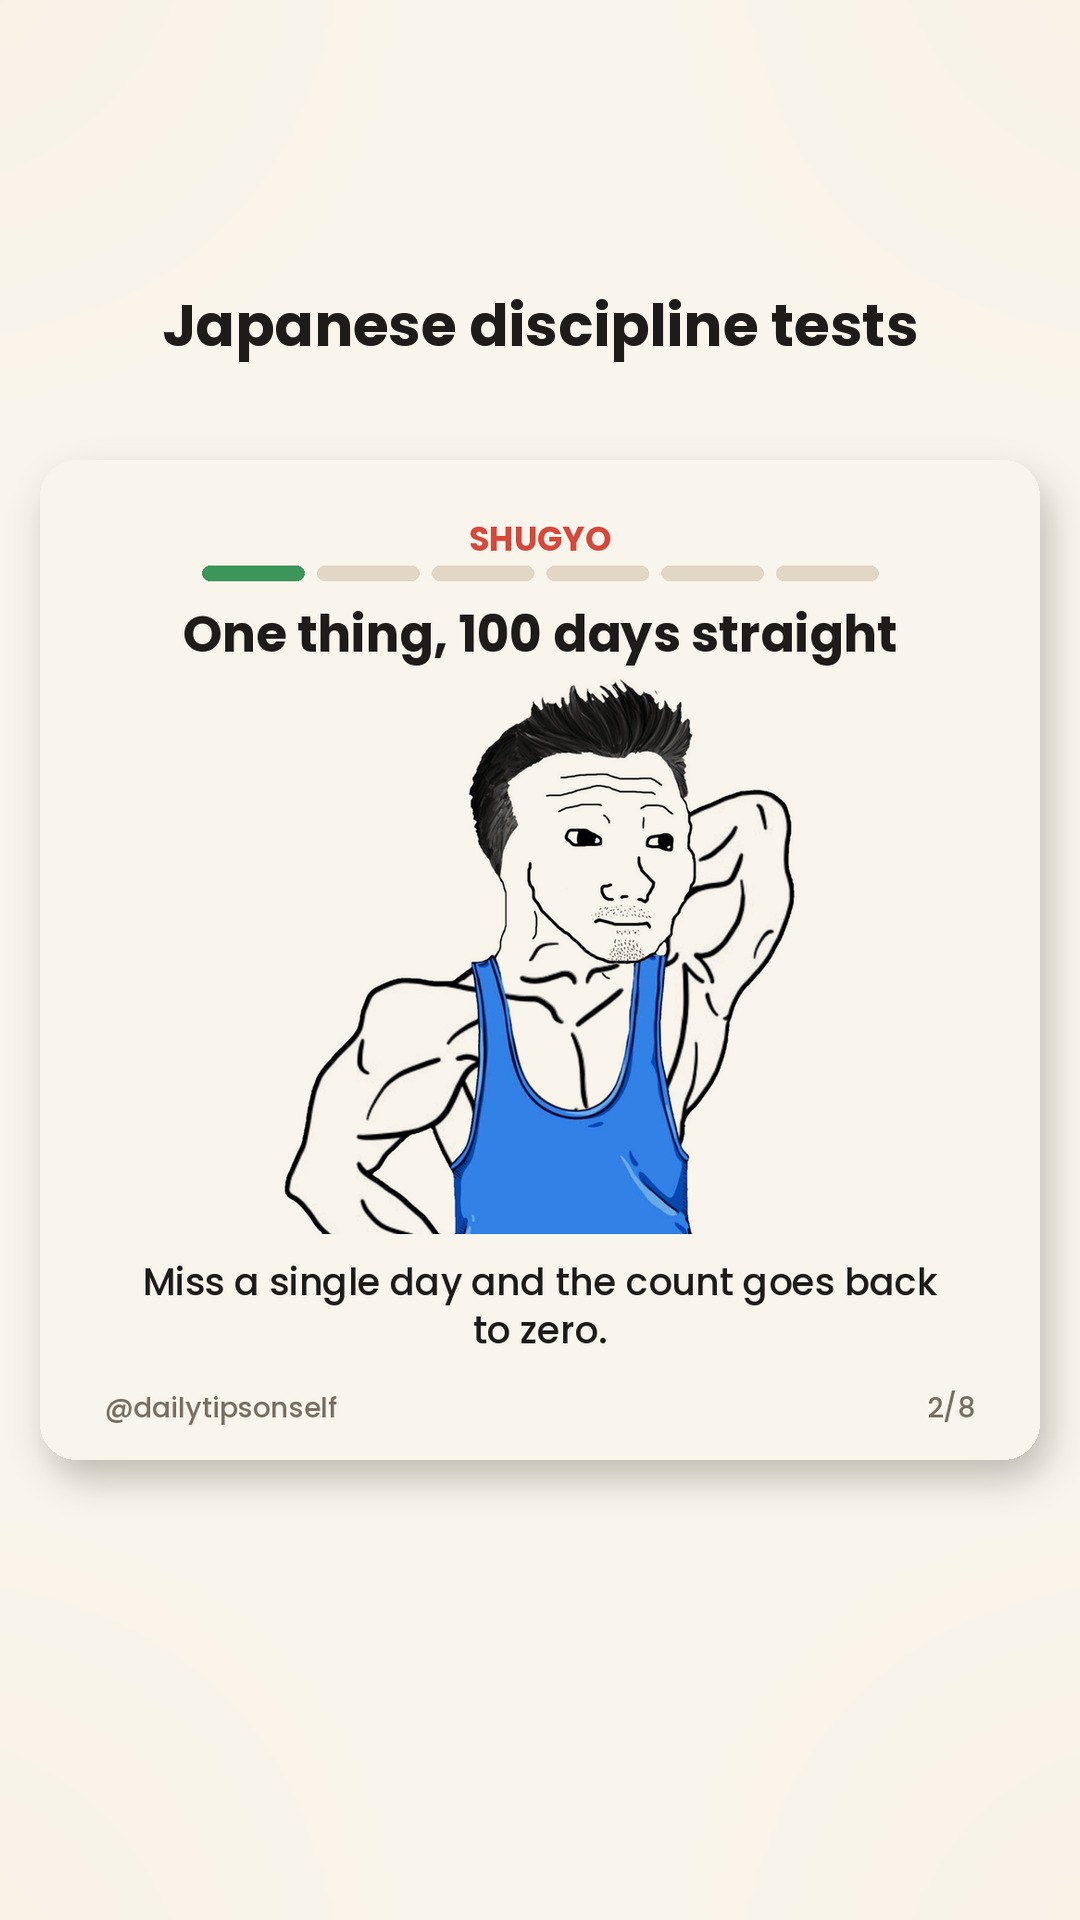 Japanese discipline tests
SHUGYO
One thing, 100 days straight
Miss a single day and the count goes back
to zero.
@dailytipsonself
2/8